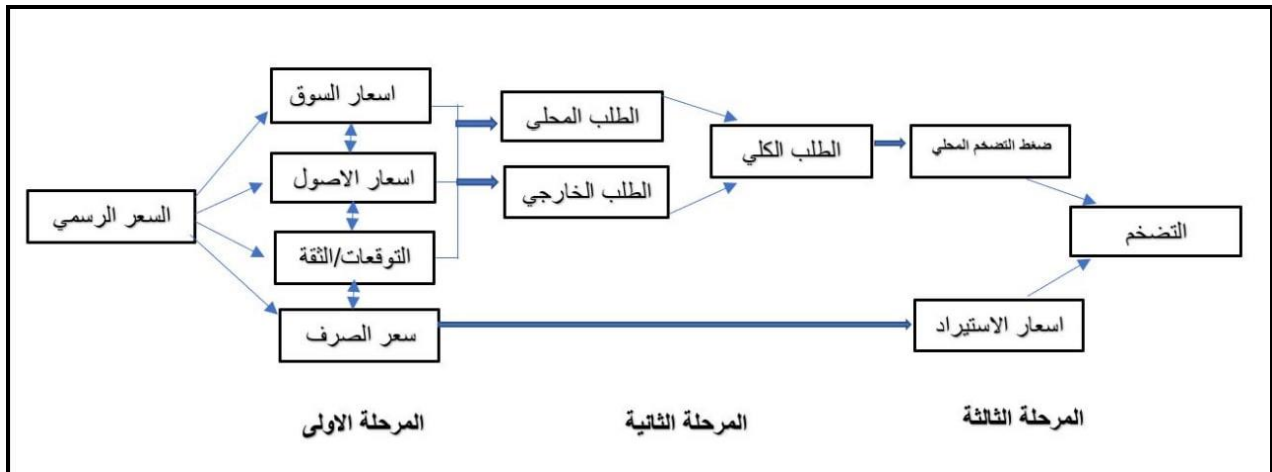 السعر الرسمي
اسعار السوق
اسعار الاصول
التوقعات/الثقة
سعر الصرف
الطلب المحلي
الطلب الخارجي
الطلب الكلي
ضغط التضخم المحلي
اسعار الاستيراد
التضخم
المرحلة الاولى
المرحلة الثانية
المرحلة الثالثة